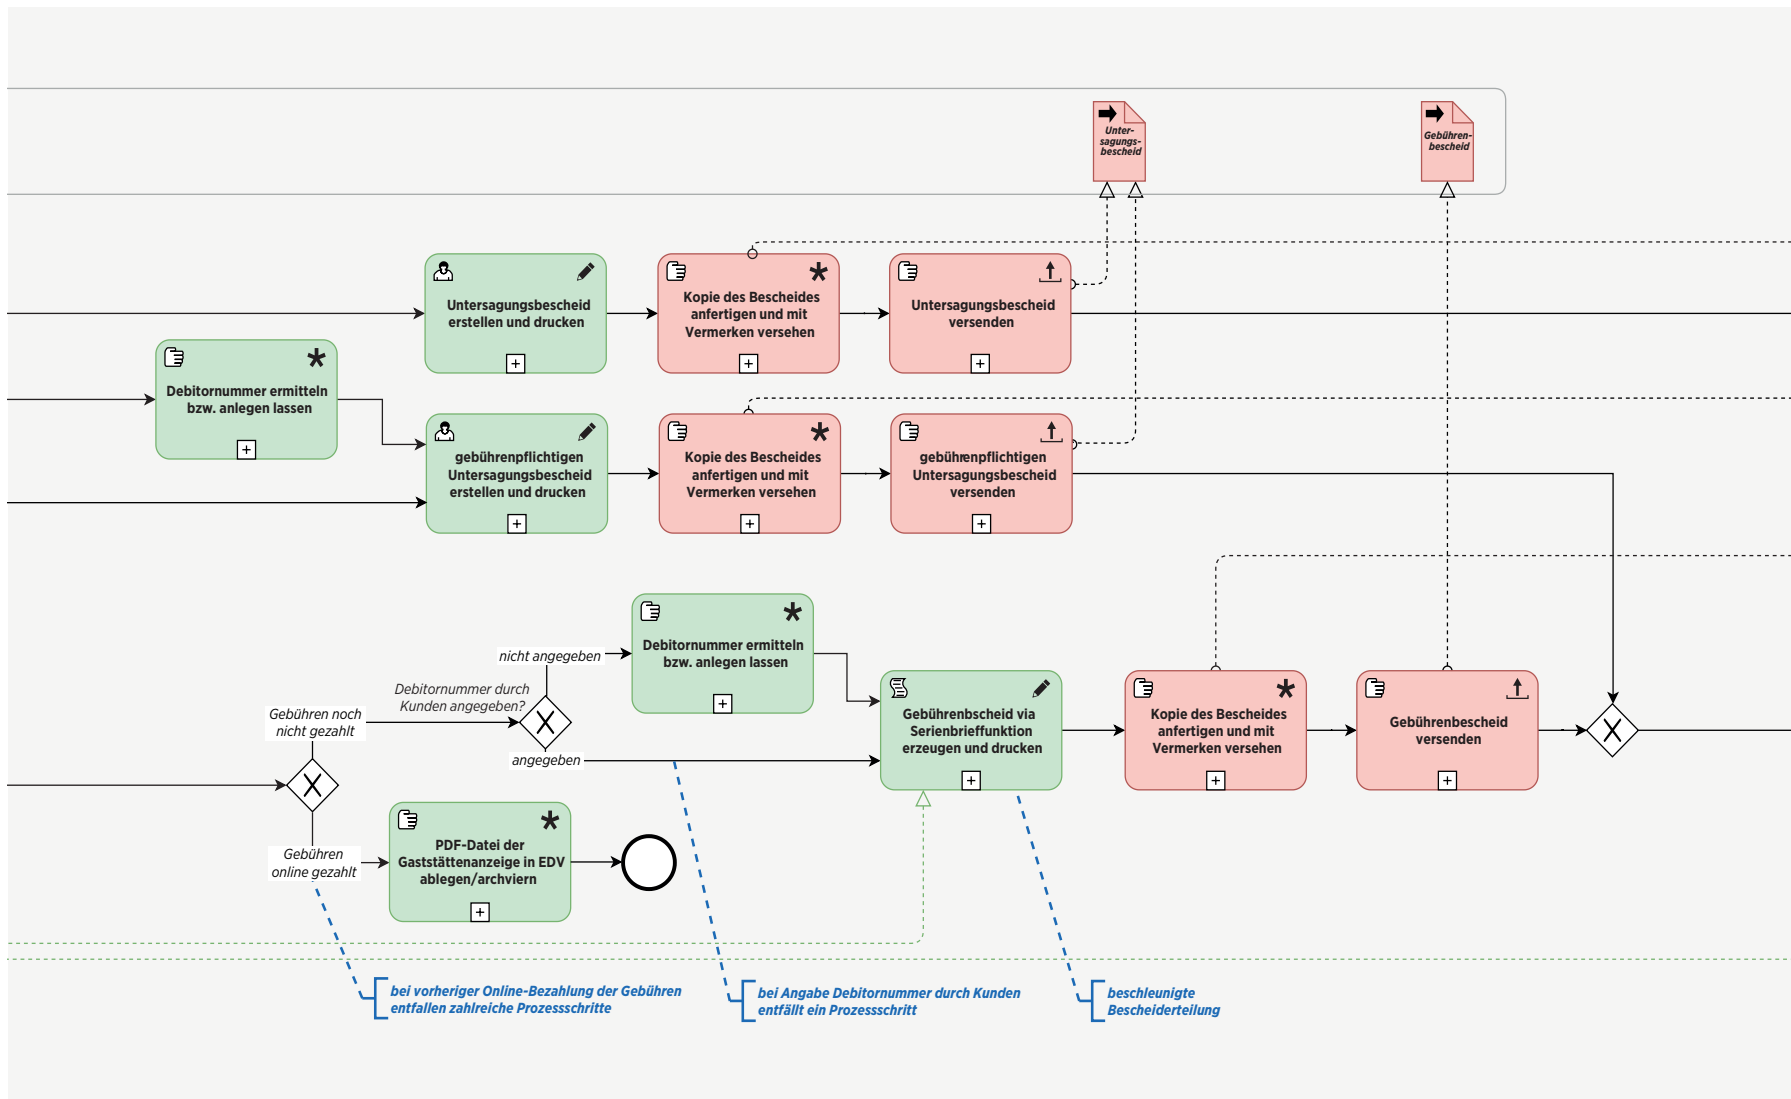 Unter-
sagungs-
bescheid
Gebühren-
bescheid
Untersagungsbescheid
erstellen und drucken
Kopie des Bescheides
anfertigen und mit
Vermerken versehen
Untersagungsbescheid
versenden
Debitornummer ermitteln
bzw. anlegen lassen
gebührenpflichtigen
Untersagungsbescheid
erstellen und drucken
Kopie des Bescheides
anfertigen und mit
Vermerken versehen
gebührenpflichtigen
Untersagungsbescheid
versenden
Debitornummer ermitteln
bzw. anlegen lassen
nicht angegeben
Debitornummer durch
Kunden angegeben?
angegeben
Gebühren noch
nicht gezahlt
Gebühren
online gezahlt
Gebührenbscheid via
Serienbrieffunktion
erzeugen und drucken
Kopie des Bescheides
anfertigen und mit
Vermerken versehen
Gebührenbescheid
versenden
PDF-Datei der
Gaststättenanzeige in EDV
ablegen/archviern
bei vorheriger Online-Bezahlung der Gebühren
entfallen zahlreiche Prozessschritte
bei Angabe Debitornummer durch Kunden
entfällt ein Prozessschritt
beschleunigte
Bescheiderteilung